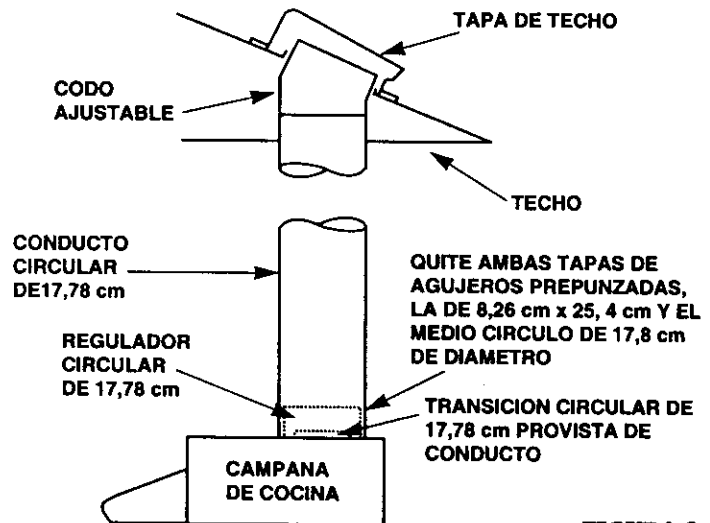 TAPA DE TECHO
CODO
AJUSTABLE
TECHO
CONDUCTO
CIRCULAR
DE17,78 cm
QUITE AMBAS TAPAS DE
AGUJEROS PREPUNZADAS,
LA DE 8,26 cm x 25, 4 cm Y EL
MEDIO CIRCULO DE 17,8 cm
DE DIAMETRO
REGULADOR
CIRCULAR
DE 17,78 cm
TRANSICION CIRCULAR DE
17,78 cm PROVISTA DE
CONDUCTO
CAMPANA
DE COCINA